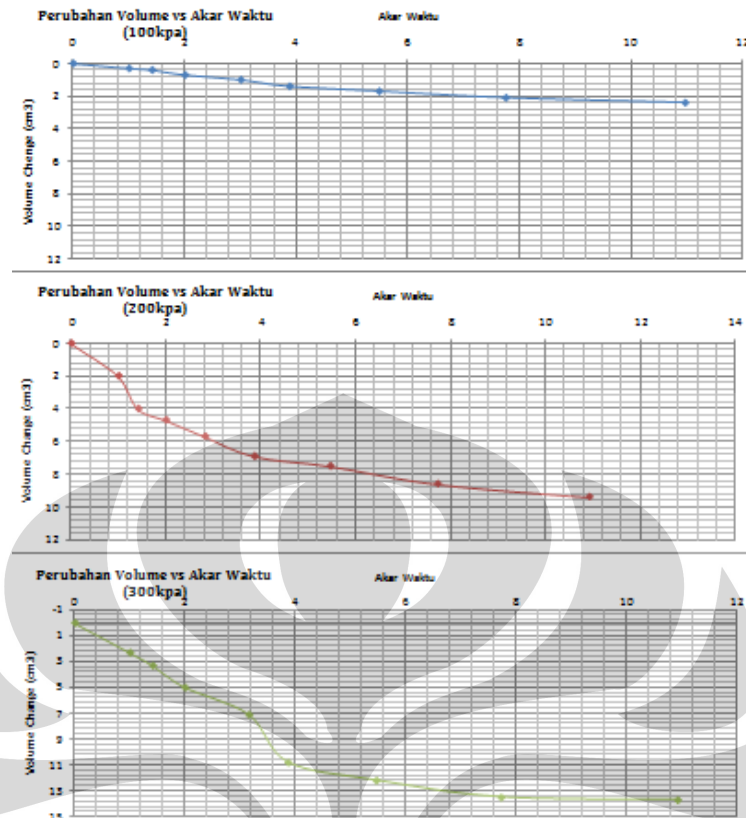 Perubahan Volume vs Akar Waktu
(100kpa)
Akar Waktu
0 2 4 6 8 10 12
0
2
4
6
8
10
12
Volume Chenge (cm3)
Perubahan Volume vs Akar Waktu
(200kpa)
Akar Waktu
0 2 4 6 8 10 12 14
0
2
4
6
8
10
12
Volume Change (cm3)
Perubahan Volume vs Akar Waktu
(300kpa)
Akar Waktu
0 2 4 6 8 10 12
-1
1
3
5
7
9
11
13
15
Volume Change (cm3)